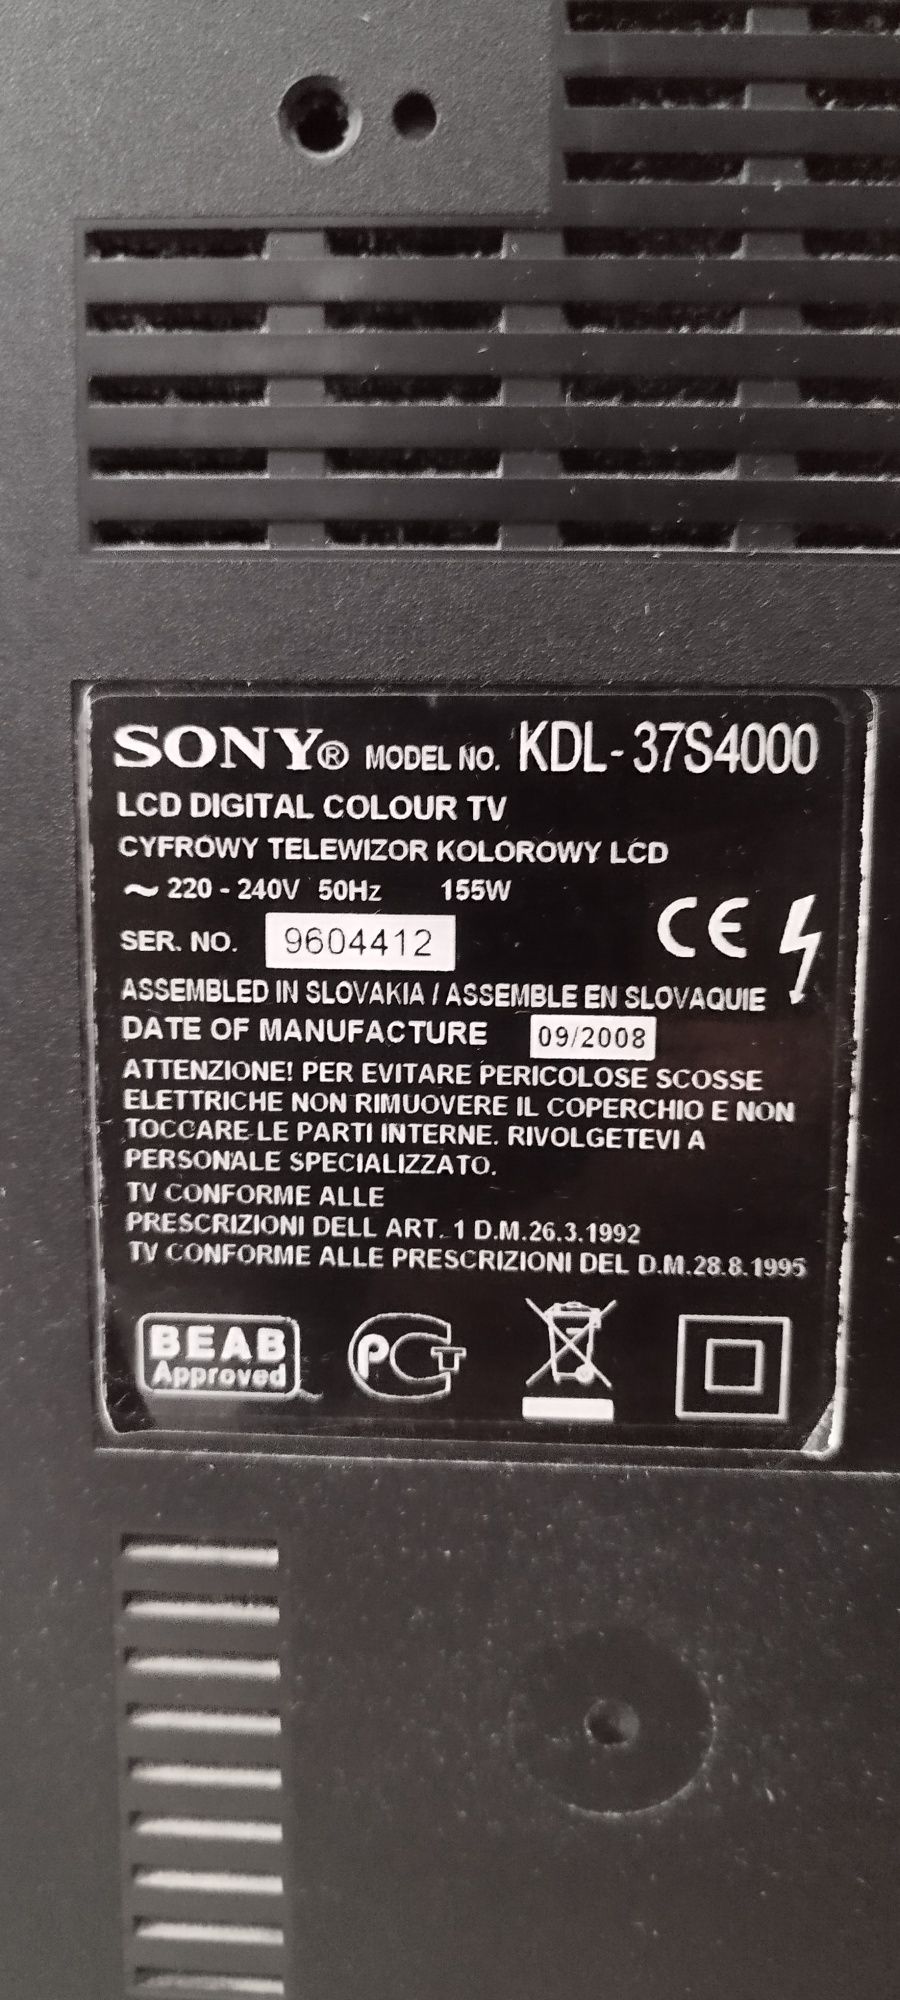 SONY® MODEL NO. KDL-37S4000
LCD DIGITAL COLOUR TV
CYFROWY TELEWIZOR KOLOROWY LCD
~ 220 - 240V 50Hz 155W
CE
SER. NO. 9604412
ASSEMBLED IN SLOVAKIA / ASSEMBLE EN SLOVAQUIE
DATE OF MANUFACTURE 09/2008
ATTENZIONE! PER EVITARE PERICOLOSE SCOSSE
ELETTRICHE NON RIMUOVERE IL COPERCHIO E NON
TOCCARE LE PARTI INTERNE. RIVOLGETEVI A
PERSONALE SPECIALIZZATO.
TV CONFORME ALLE
PRESCRIZIONI DELL ART. 1 D.M.26.3.1992
TV CONFORME ALLE PRESCRIZIONI DEL D.M.28.8.1995
BEAB
Approved
PCT